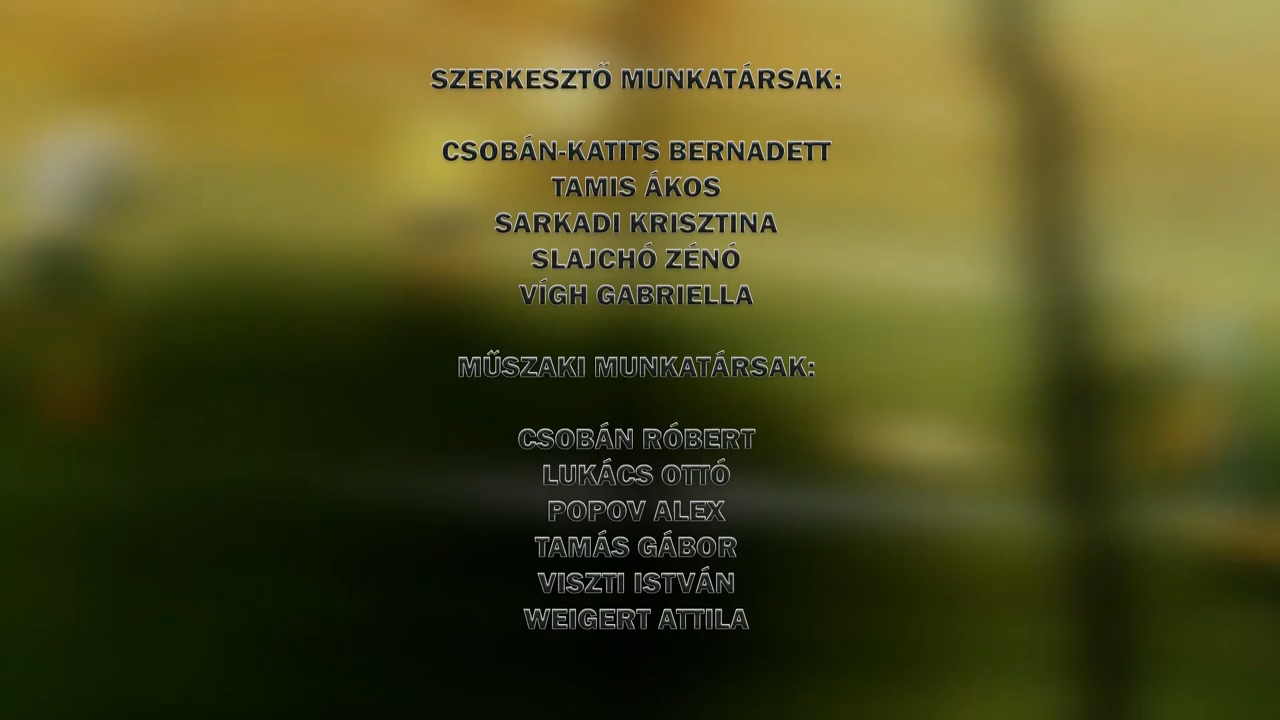 SZERKESZTŐ MUNKATÁRSAK:
CSOBÁN-KATITS BERNADETT
TAMIS ÁKOS
SARKADI KRISZTINA
SLAJCHÓ ZÉNÓ
VÍGH GABRIELLA
MŰSZAKI MUNKATÁRSAK:
CSOBÁN RÓBERT
LUKÁCS OTTÓ
POPOV ALEX
TAMÁS GÁBOR
VISZTI ISTVÁN
WEIGERT ATTILA